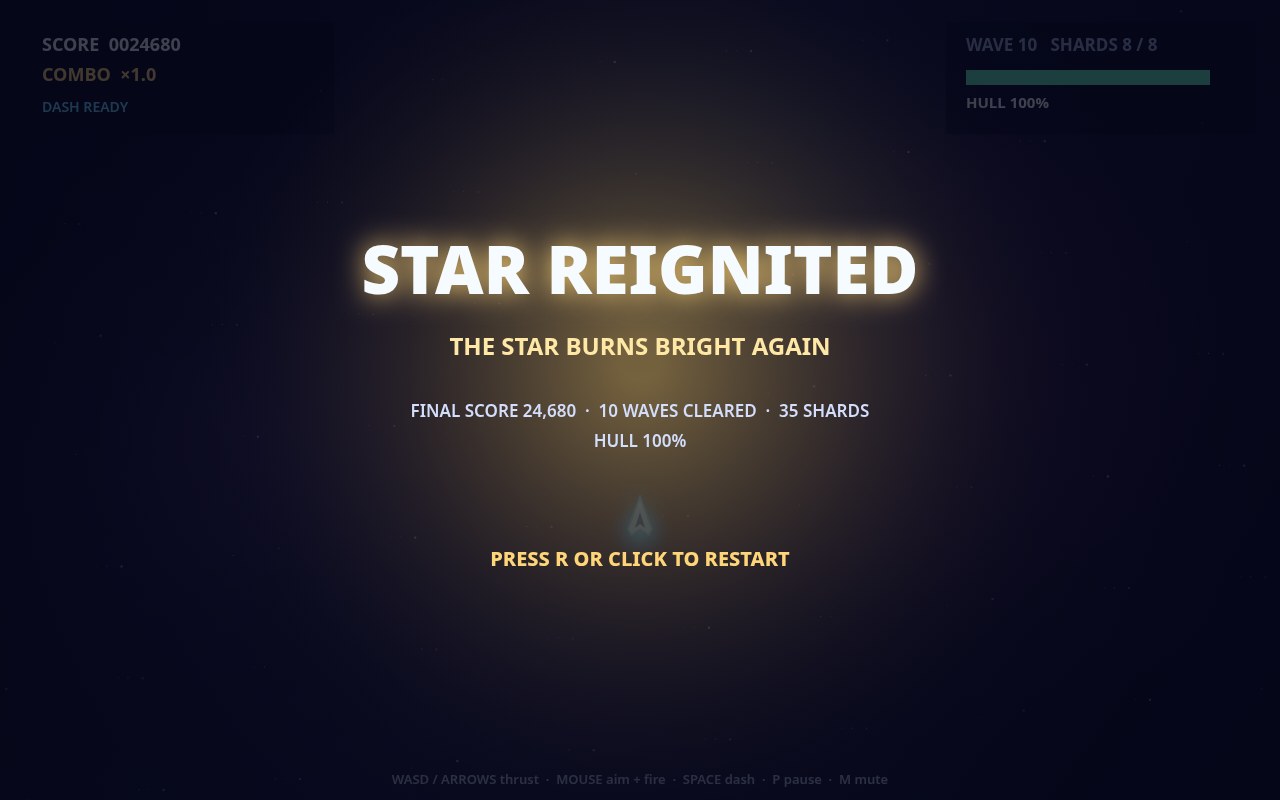 SCORE 0024680
COMBO ×1.0
DASH READY
WAVE 10 SHARDS 8 / 8
HULL 100%
STAR REIGNITED
THE STAR BURNS BRIGHT AGAIN
FINAL SCORE 24,680 · 10 WAVES CLEARED · 35 SHARDS
HULL 100%
PRESS R OR CLICK TO RESTART
WASD / ARROWS thrust · MOUSE aim + fire · SPACE dash · P pause · M mute